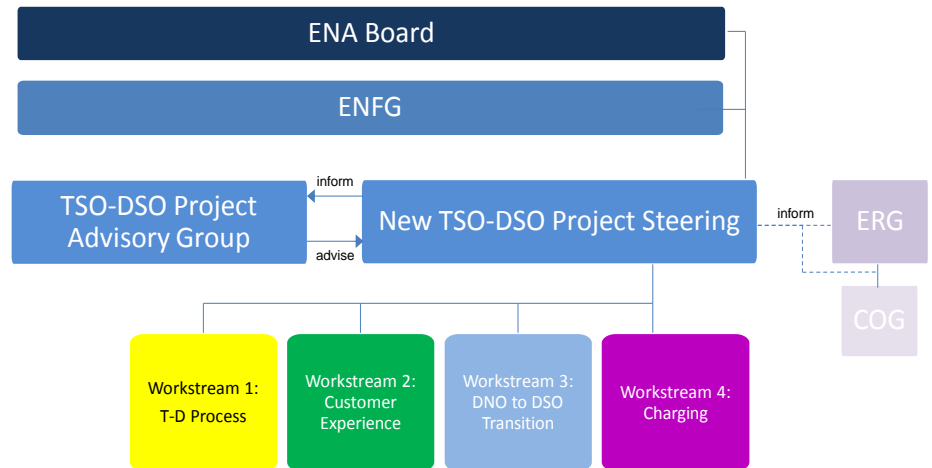 ENA Board
ENFG
inform
TSO-DSO Project
Advisory Group
advise
New TSO-DSO Project Steering
inform
ERG
COG
Workstream 1:
T-D Process
Workstream 2:
Customer
Experience
Workstream 3:
DNO to DSO
Transition
Workstream 4:
Charging